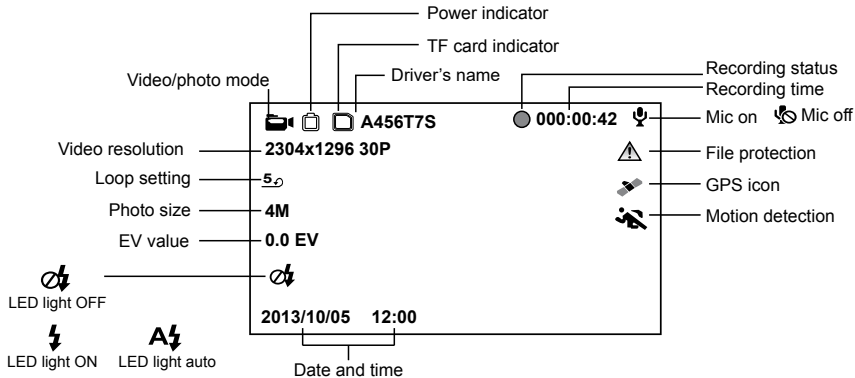 Power indicator
TF card indicator
Driver's name
Video/photo mode
Recording status
Recording time
A456T7S
000:00:42
Mic on
Mic off
Video resolution
2304x1296 30P
File protection
Loop setting
5
GPS icon
Photo size
4M
Motion detection
EV value
0.0 EV
LED light OFF
2013/10/05 12:00
A
LED light ON
LED light auto
Date and time